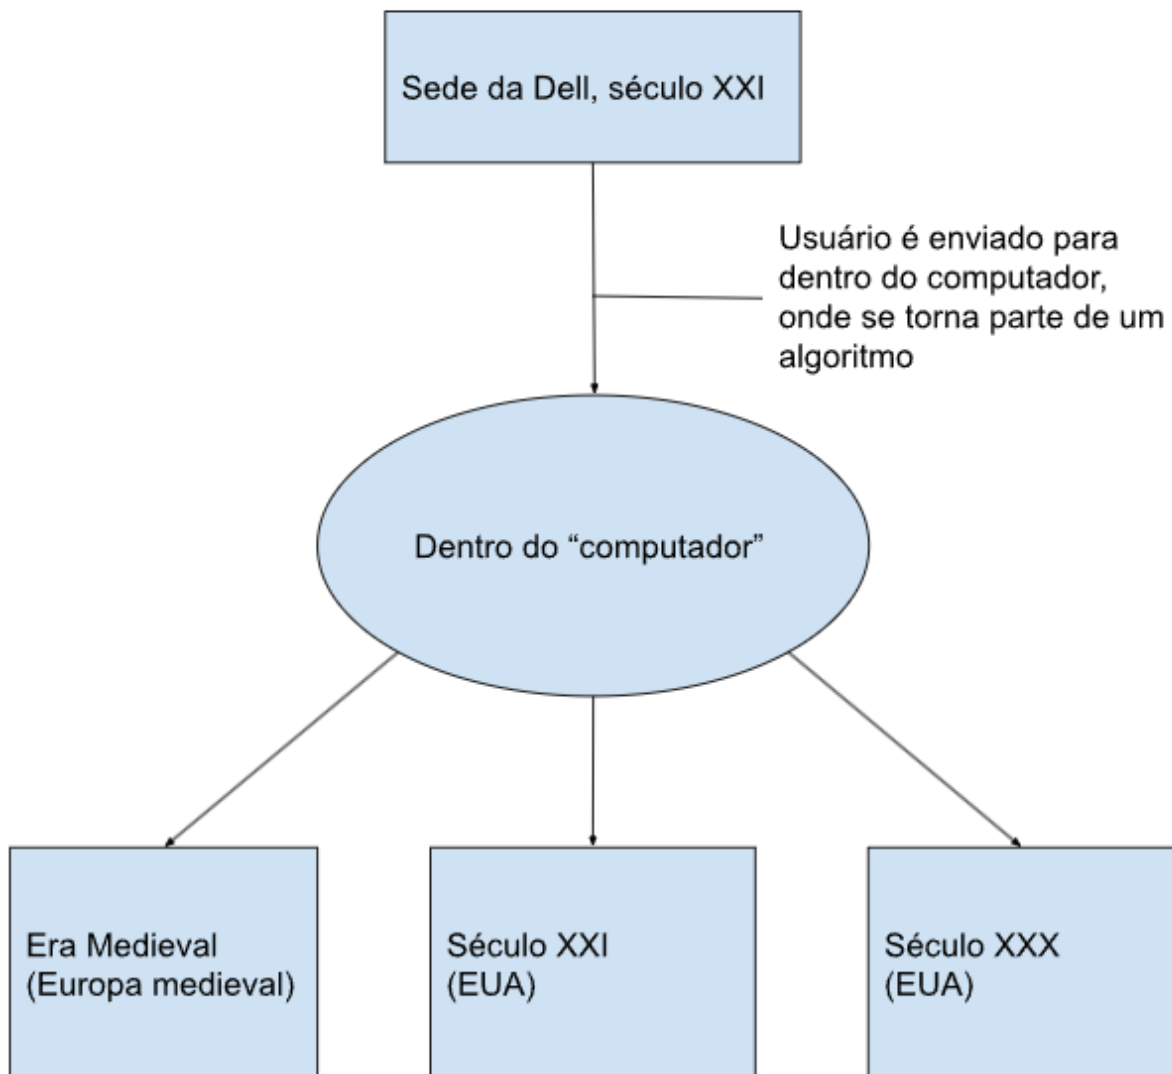 Sede da Dell, século XXI
Usuário é enviado para
dentro do computador,
onde se torna parte de um
algoritmo
Dentro do “computador”
Era Medieval
(Europa medieval)
Século XXI
(EUA)
Século XXX
(EUA)